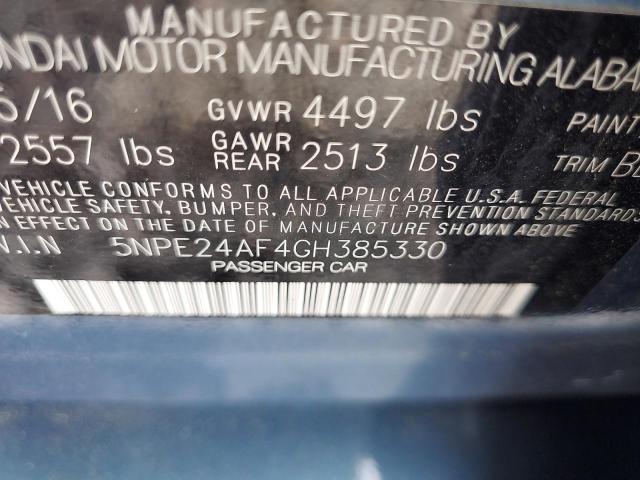 MANUFACTURED BY
UNDAI MOTOR MANUFACTURING ALABA
5/16 GVWR 4497 lbs PAINT
2557 lbs GAWR REAR 2513 lbs TRIM
VEHICLE CONFORMS TO ALL APPLICABLE U.S.A. FEDERAL
VEHICLE SAFETY, BUMPER, AND THEFT PREVENTION STANDARDS
IN EFFECT ON THE DATE OF MANUFACTURE SHOWN ABOVE
V.I.N 5NPE24AF4GH385330
PASSENGER CAR